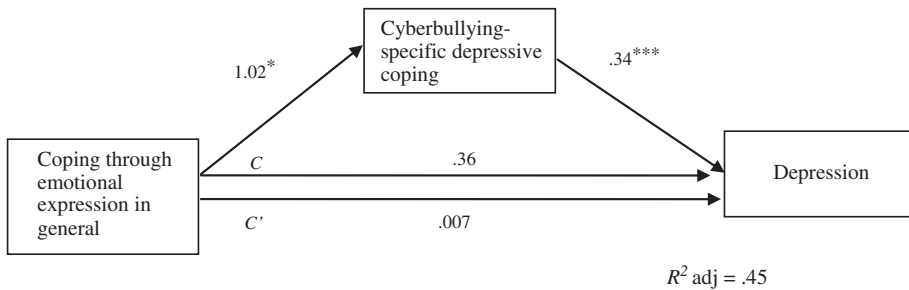 Cyberbullying-
specific depressive
coping
1.02*
.34***
Coping through
emotional
expression in
general
C
.36
C'
.007
Depression
R² adj = .45